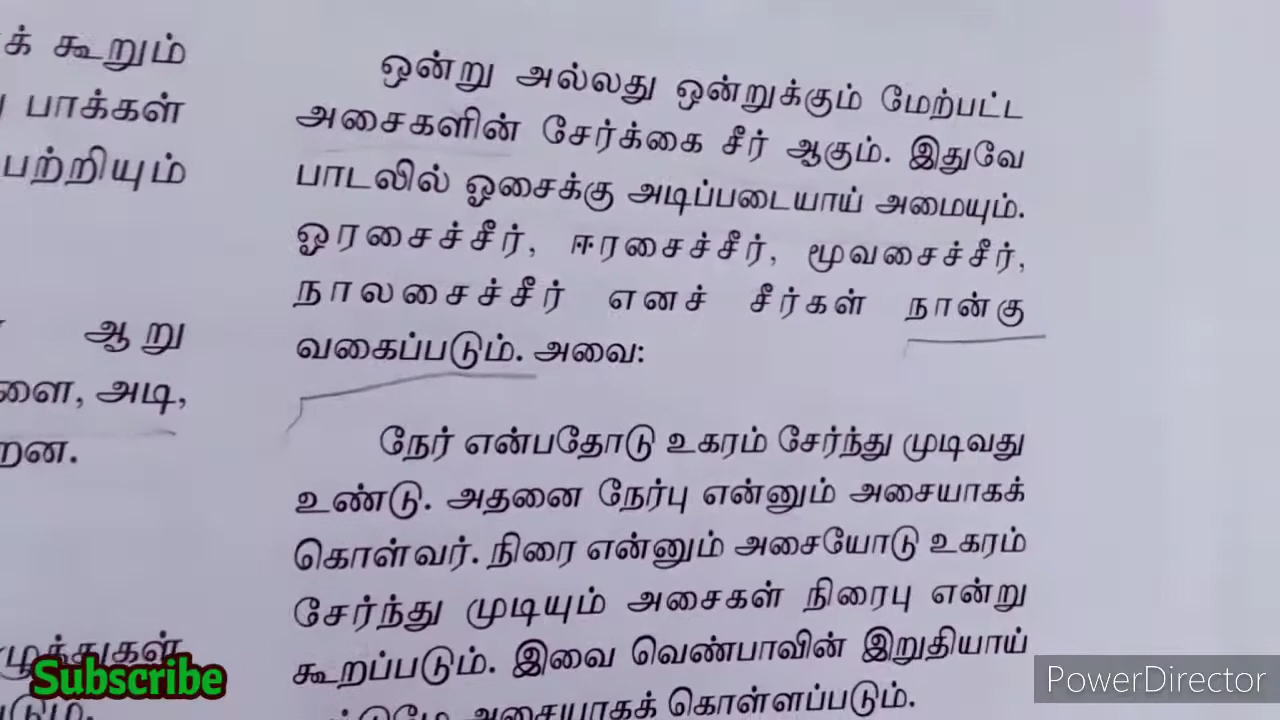 க் கூறும்
பாக்கள்
பற்றியும்
ஆறு
ளை, அடி,
றன.
ழுத்துகள்
ஒன்று அல்லது ஒன்றுக்கும் மேற்பட்ட
அசைகளின் சேர்க்கை சீர் ஆகும். இதுவே
பாடலில் ஓசைக்கு அடிப்படையாய் அமையும்.
ஓரசைச்சீர், ஈரசைச்சீர், மூவசைச்சீர்,
நாலசைச்சீர் எனச் சீர்கள் நான்கு
வகைப்படும். அவை:
நேர் என்பதோடு உகரம் சேர்ந்து முடிவது
உண்டு. அதனை நேர்பு என்னும் அசையாகக்
கொள்வர். நிரை என்னும் அசையோடு உகரம்
சேர்ந்து முடியும் அசைகள் நிரைபு என்று
கூறப்படும். இவை வெண்பாவின் இறுதியாய்
அசையாகக் கொள்ளப்படும்.
Subscribe
PowerDirector